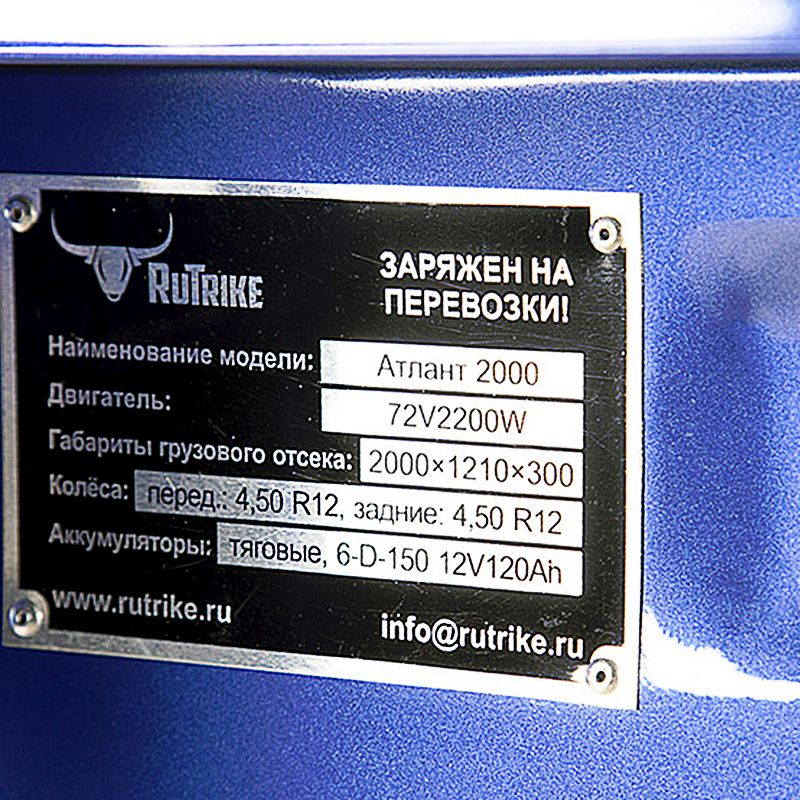 RUTRIKE
ЗАРЯЖЕН НА
ПЕРЕВОЗКИ!
Наименование модели: Атлант 2000
Двигатель: 72V2200W
Габариты грузового отсека: 2000×1210×300
Колёса: перед.: 4,50 R12, задние: 4,50 R12
Аккумуляторы: тяговые, 6-D-150 12V120Ah
www.rutrike.ru
info@rutrike.ru